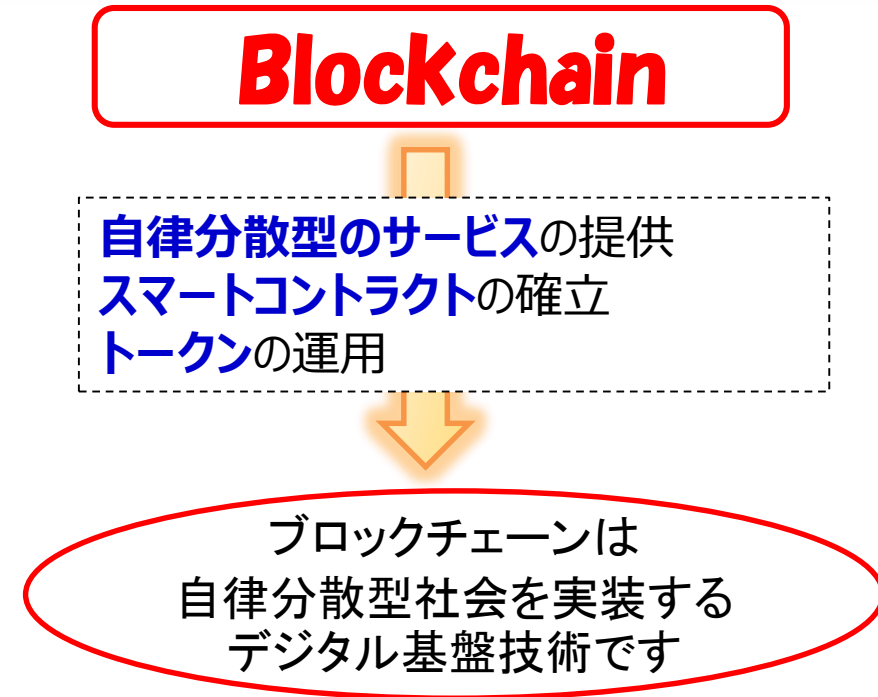 Blockchain
自律分散型のサービスの提供
スマートコントラクトの確立
トークンの運用
ブロックチェーンは
自律分散型社会を実装する
デジタル基盤技術です